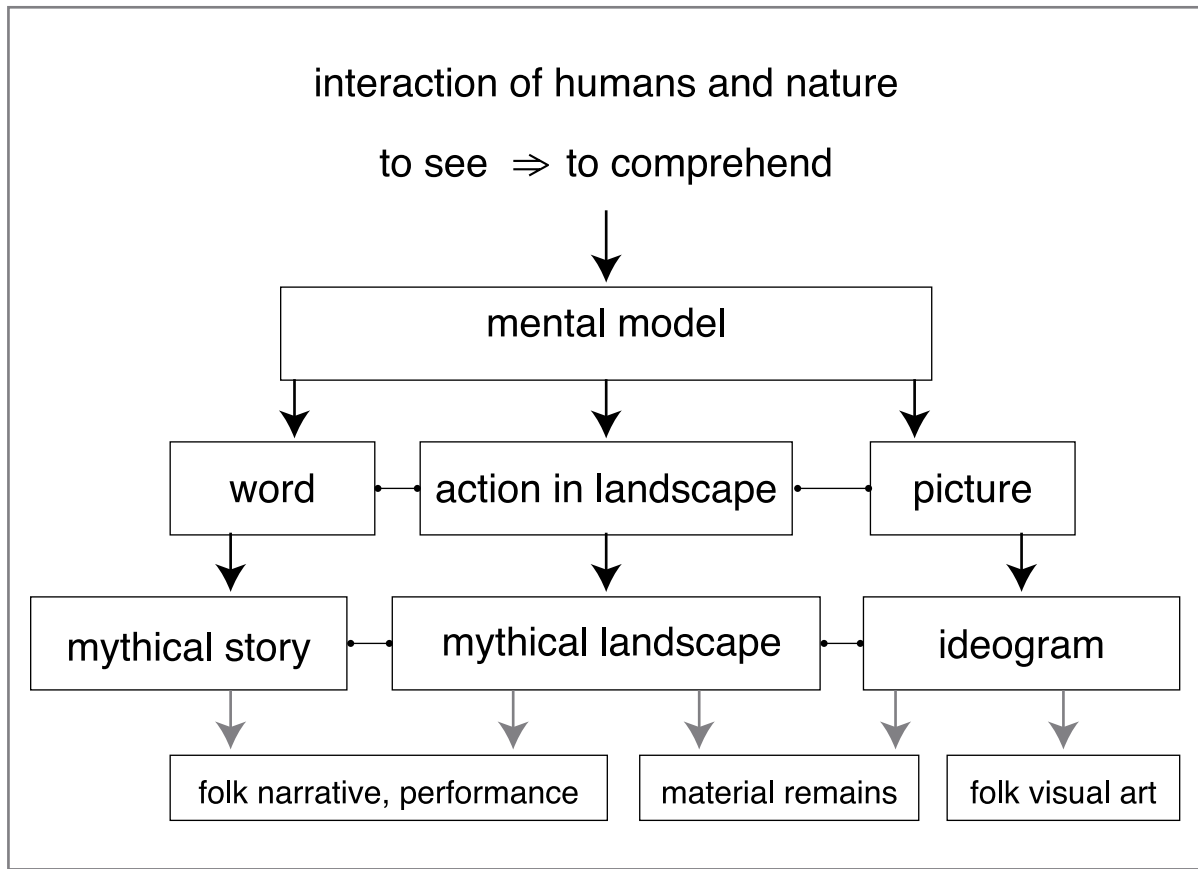 interaction of humans and nature
to see ⇒ to comprehend
mental model
word
action in landscape
picture
mythical story
mythical landscape
ideogram
folk narrative, performance
material remains
folk visual art